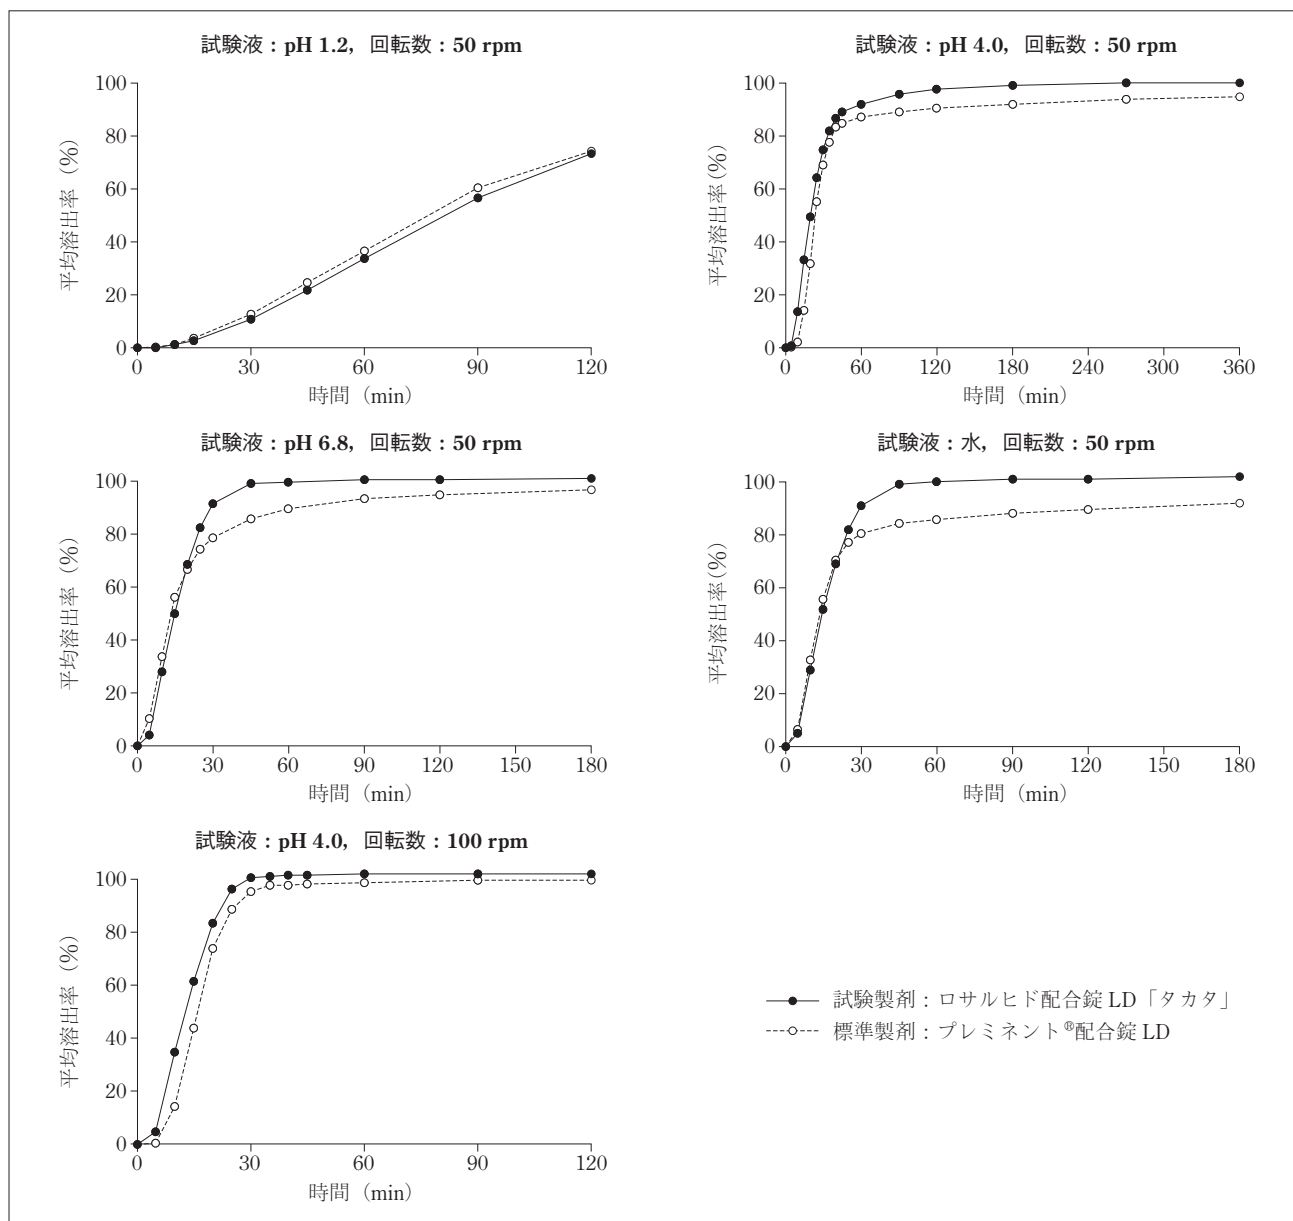 試験液：pH 1.2, 回転数：50 rpm
100
80
60
40
20
0
平均溶出率 (%)
0 30 60 90 120
時間 (min)
試験液：pH 4.0, 回転数：50 rpm
100
80
60
40
20
0
平均溶出率 (%)
0 60 120 180 240 300 360
時間 (min)
試験液：pH 6.8, 回転数：50 rpm
100
80
60
40
20
0
平均溶出率 (%)
0 30 60 90 120 150 180
時間 (min)
試験液：水, 回転数：50 rpm
100
80
60
40
20
0
平均溶出率 (%)
0 30 60 90 120 150 180
時間 (min)
試験液：pH 4.0, 回転数：100 rpm
100
80
60
40
20
0
平均溶出率 (%)
0 30 60 90 120
時間 (min)
試験製剤：ロサルヒド配合錠 LD「タカタ」
標準製剤：プレミネント®配合錠 LD